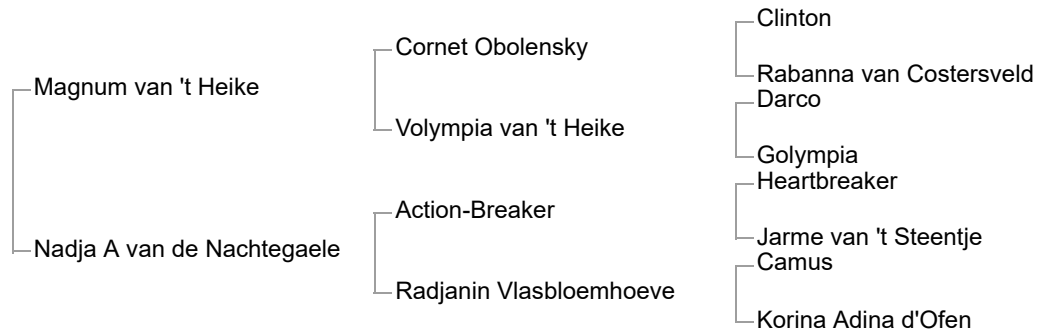 Clinton
Cornet Obolensky
Rabanna van Costersveld
Magnum van 't Heike
Darco
Volympia van 't Heike
Golympia
Heartbreaker
Action-Breaker
Jarme van 't Steentje
Nadja A van de Nachtegaele
Camus
Radjanin Vlasbloemhoeve
Korina Adina d'Ofen